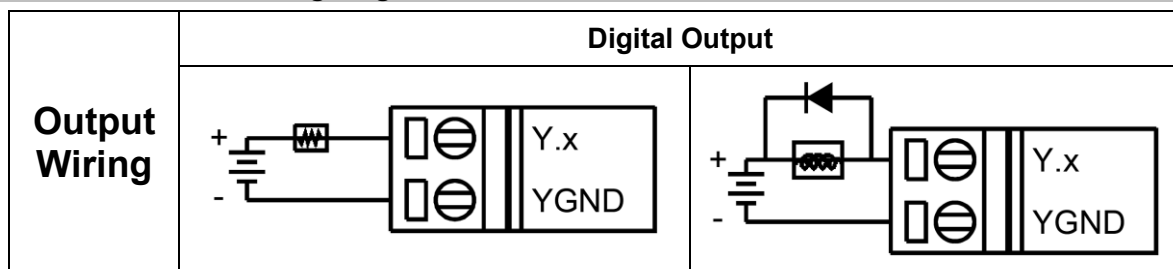 Digital Output
Output
Wiring
+
-
Y.x
YGND
+
-
Y.x
YGND